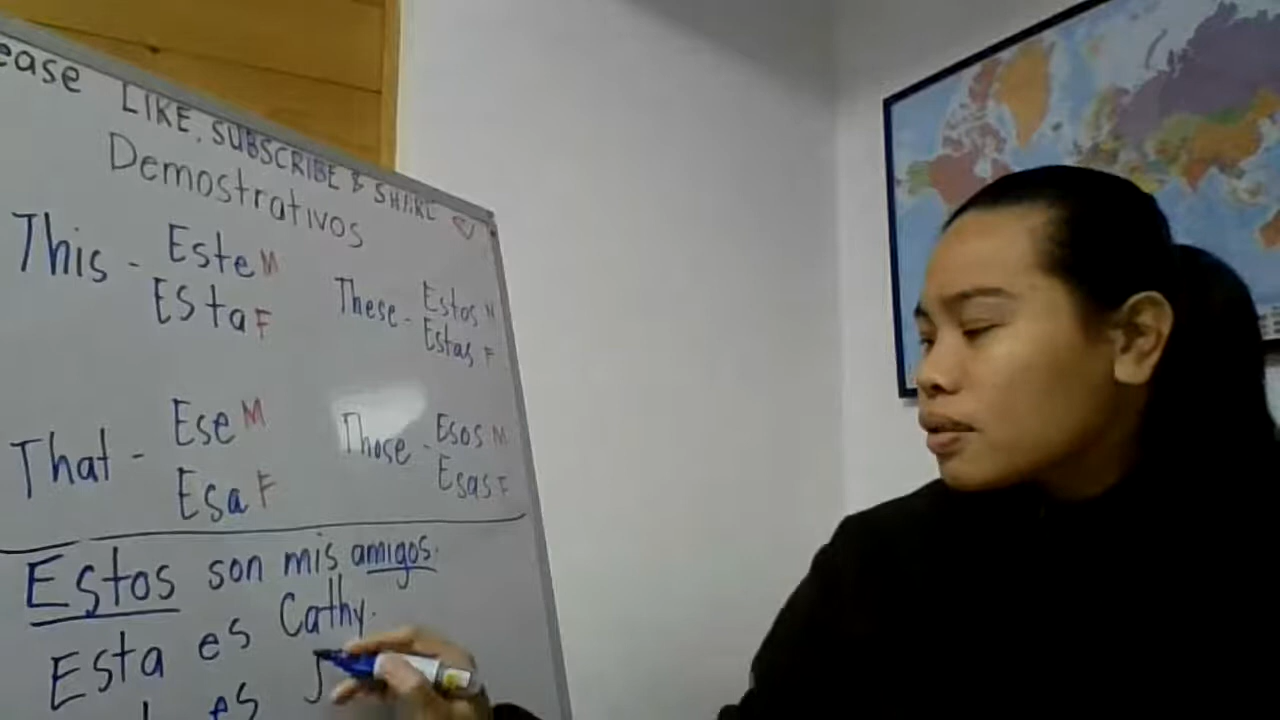 ease LIKE, SUBSCRIBE & SHARE
Demostrativos
This - Este M
Esta F
These - Estos M
Estas F
That - Ese M
Esa F
Those - Esos M
Esas F
Estos son mis amigos.
Esta es Cathy.
es J